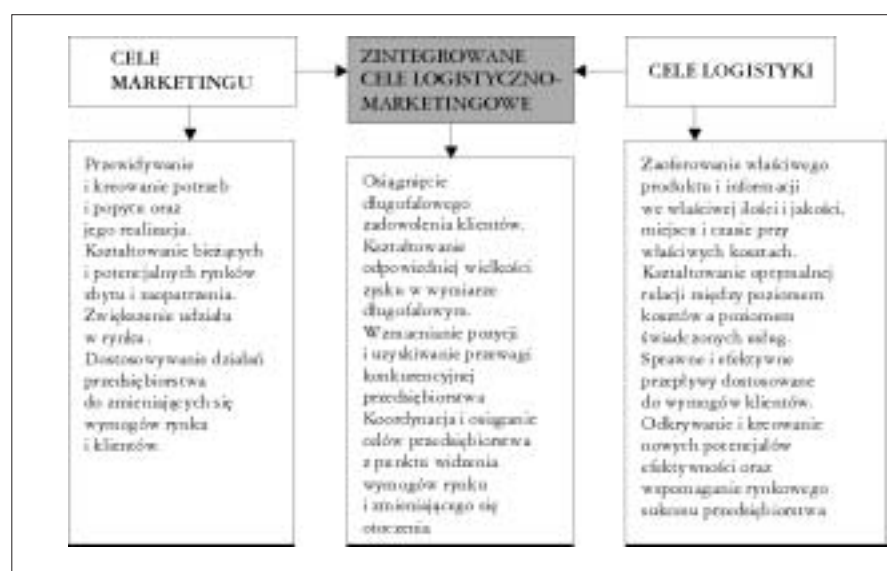 CELE
MARKETINGU
ZINTEGROWANE
CELE LOGISTYCZNO-
MARKETINGOWE
CELE LOGISTYKI
Przewidywanie
i kreowanie potrzeb
i popytu oraz
jego realizacja.
Kształtowanie bieżących
i potencjalnych rynków
zbytu i zaopatrzenia.
Zwiększenie udziału
w rynku.
Dostosowywanie działań
przedsiębiorstwa
do zmieniających się
wymogów rynku
i klientów
Osiągnięcie
długofalowego
zadowolenia klientów.
Kształtowanie
odpowiedniej wielkości
zysku w wymiarze
długofalowym.
Wzmacnianie pozycji
i uzyskiwanie przewagi
konkurencyjnej
przedsiębiorstwa
Koordynacja i osiąganie
celów przedsiębiorstwa
z punktu widzenia
wymogów rynku
i zmieniającego się
otoczenia
Zaoferowanie właściwego
produktu i informacji
we właściwej ilości i jakości,
miejscu i czasie przy
właściwych kosztach.
Kształtowanie optymalnej
relacji między poziomem
kosztów a poziomem
świadczonych usług.
Sprawne i efektywne
przepływy dostosowane
do wymogów klientów.
Odkrywanie i kreowanie
nowych potencjałów
efektywności oraz
wspomaganie rynkowego
sukcesu przedsiębiorstwa